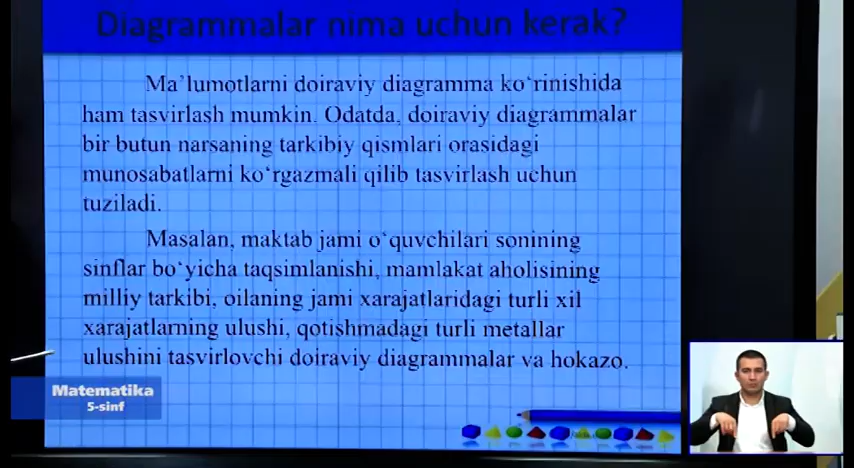 Diagrammalar nima uchun kerak?
Ma’lumotlarni doiraviy diagramma ko‘rinishida
ham tasvirlash mumkin. Odatda, doiraviy diagrammalar
bir butun narsaning tarkibiy qismlari orasidagi
munosabatlarni ko‘rgazmali qilib tasvirlash uchun
tuziladi.
Masalan, maktab jami o‘quvchilari sonining
sinflar bo‘yicha taqsimlanishi, mamlakat aholisining
milliy tarkibi, oilaning jami xarajatlaridagi turli xil
xarajatlarning ulushi, qotishmadagi turli metallar
ulushini tasvirlovchi doiraviy diagrammalar va hokazo.
Matematika
5-sinf